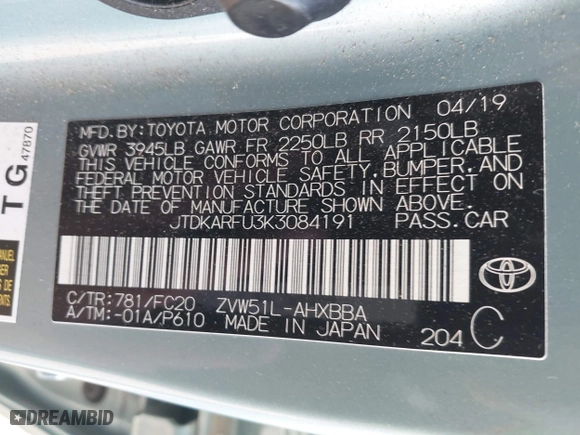 MFD. BY: TOYOTA MOTOR CORPORATION 04/19
GVWR 3945LB GAWR FR 2250LB RR 2150LB
THIS VEHICLE CONFORMS TO ALL APPLICABLE
FEDERAL MOTOR VEHICLE SAFETY, BUMPER, AND
THEFT PREVENTION STANDARDS IN EFFECT ON
THE DATE OF MANUFACTURE SHOWN ABOVE.
JTDKARFU3K3084191 PASS. CAR
C/TR: 781/FC20 ZVW51L-AHXBBA
A/TM: -01A/P610 MADE IN JAPAN
204 C
TG
47870
DREAMBID